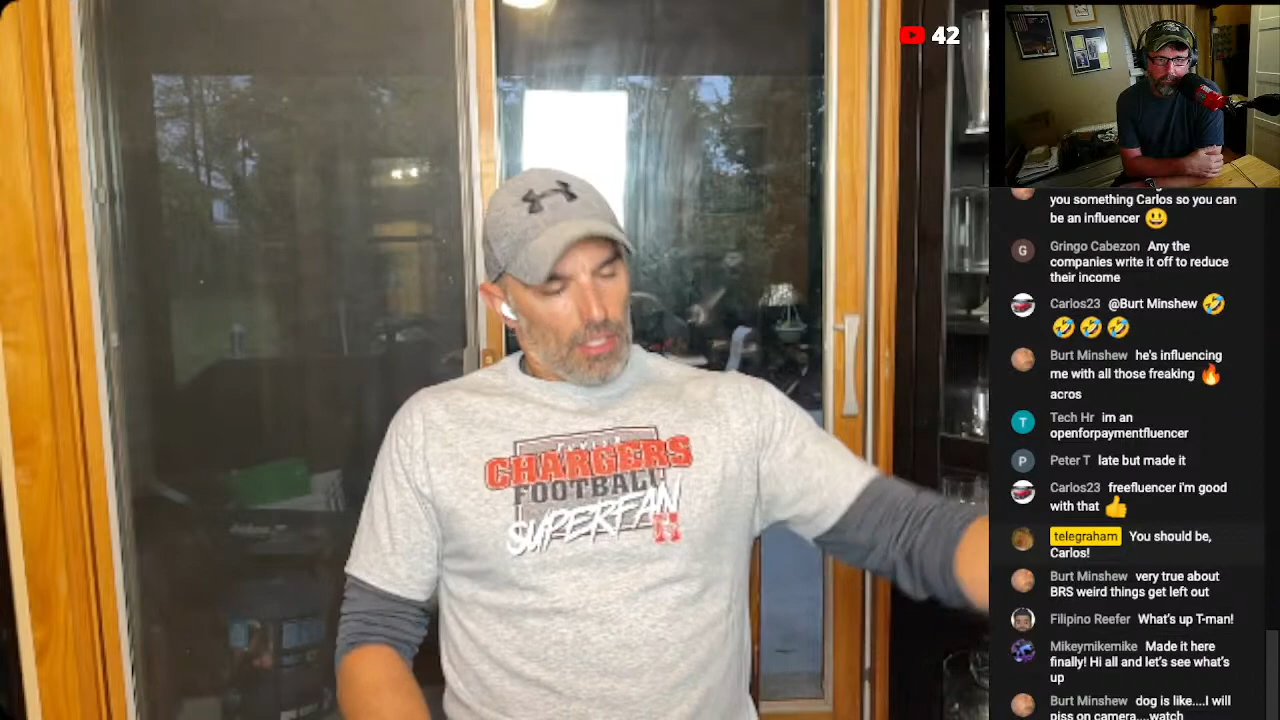 42
CHARGERS
FOOTBALL
SUPERFAN
H
you something Carlos so you can
be an influencer 😃
G Gringo Cabezon Any the
companies write it off to reduce
their income
Carlos23 @Burt Minshew 🤣
🤣🤣🤣
Burt Minshew he's influencing
me with all those freaking 🔥
acros
T Tech Hr im an
openforpaymentfluencer
P Peter T late but made it
Carlos23 freefluencer i'm good
with that 👍
telegraham You should be,
Carlos!
Burt Minshew very true about
BRS weird things get left out
Filipino Reefer What's up T-man!
Mikeymikemike Made it here
finally! Hi all and let's see what's
up
Burt Minshew dog is like....I will
piss on camera....watch